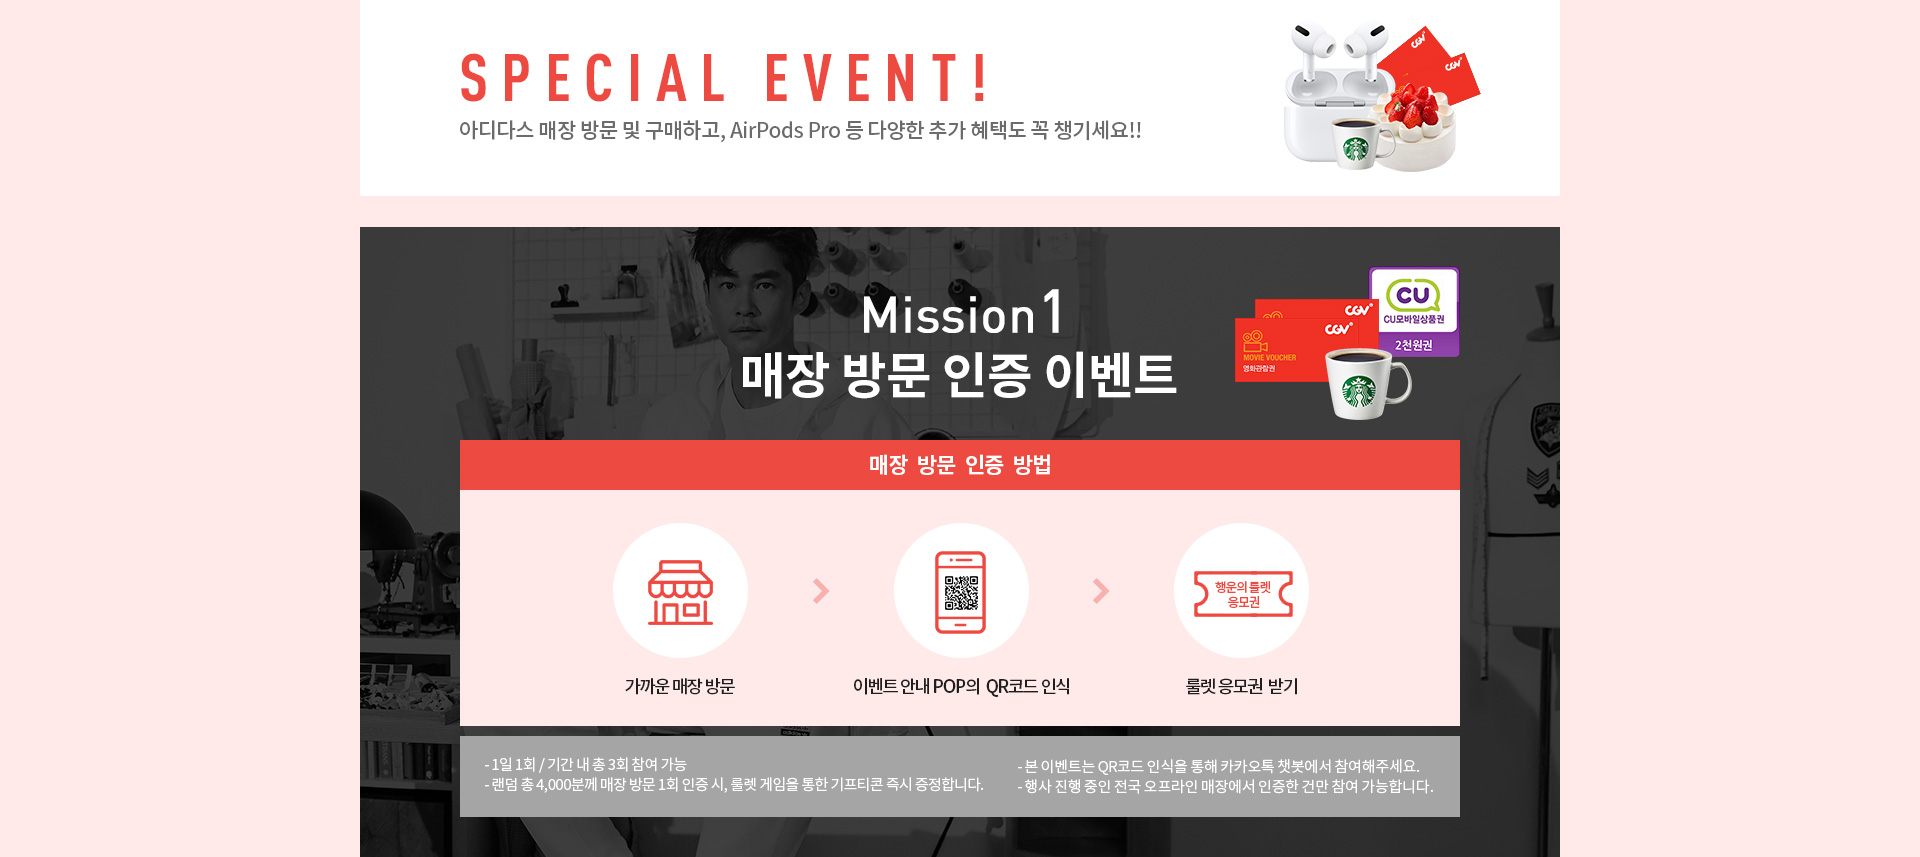 SPECIAL EVENT!
아디다스 매장 방문 및 구매하고, AirPods Pro 등 다양한 추가 혜택도 꼭 챙기세요!!
CGV
CGV
Mission1
매장 방문 인증 이벤트
CU
CU모바일상품권
2천원권
CGV
CGV
MOVIE VOUCHER
영화관람권
매장 방문 인증 방법
행운의 룰렛
응모권
가까운 매장 방문
이벤트 안내 POP의 QR코드 인식
룰렛 응모권 받기
- 1일 1회 / 기간 내 총 3회 참여 가능
- 랜덤 총 4,000분께 매장 방문 1회 인증 시, 룰렛 게임을 통한 기프티콘 즉시 증정합니다.
- 본 이벤트는 QR코드 인식을 통해 카카오톡 챗봇에서 참여해주세요.
- 행사 진행 중인 전국 오프라인 매장에서 인증한 건만 참여 가능합니다.